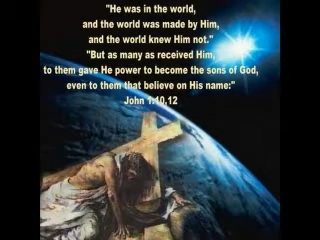 "He was in the world,
and the world was made by Him,
and the world knew Him not."
"But as many as received Him,
to them gave He power to become the sons of God,
even to them that believe on His name:"
John 1:10,12